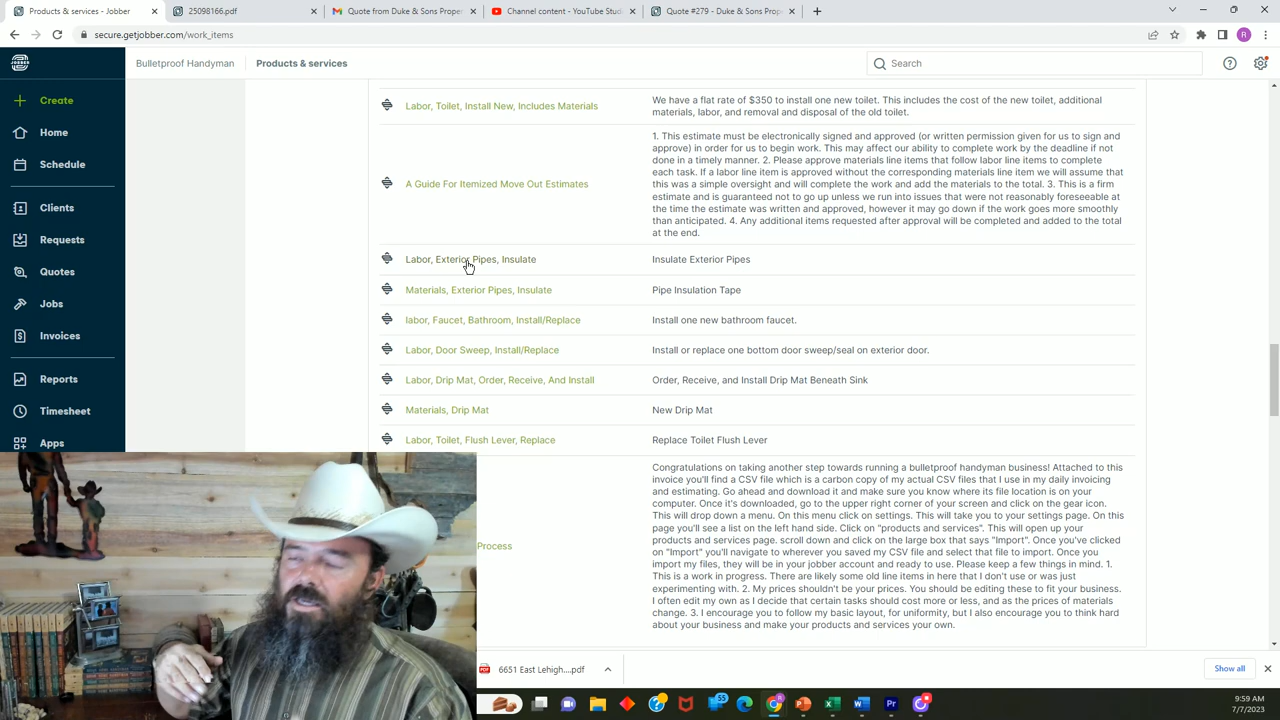 Products & services - Jobber
25098166.pdf
Quote from Duke & Sons Prope
Channel content - YouTube Stud
Quote #279 - Duke & Sons Prop
secure.getjobber.com/work_items
R
JOBBER
Bulletproof Handyman
Products & services
Search
Create
Home
Schedule
Clients
Requests
Quotes
Jobs
Invoices
Reports
Timesheet
Apps
Labor, Toilet, Install New, Includes Materials
We have a flat rate of $350 to install one new toilet. This includes the cost of the new toilet, additional
materials, labor, and removal and disposal of the old toilet.
A Guide For Itemized Move Out Estimates
1. This estimate must be electronically signed and approved (or written permission given for us to sign and
approve) in order for us to begin work. This may affect our ability to complete work by the deadline if not
done in a timely manner. 2. Please approve materials line items that follow labor line items to complete
each task. If a labor line item is approved without the corresponding materials line item we will assume that
this was a simple oversight and will complete the work and add the materials to the total. 3. This is a firm
estimate and is guaranteed not to go up unless we run into issues that were not reasonably foreseeable at
the time the estimate was written and approved, however it may go down if the work goes more smoothly
than anticipated. 4. Any additional items requested after approval will be completed and added to the total
at the end.
Labor, Exterior Pipes, Insulate
Insulate Exterior Pipes
Materials, Exterior Pipes, Insulate
Pipe Insulation Tape
labor, Faucet, Bathroom, Install/Replace
Install one new bathroom faucet.
Labor, Door Sweep, Install/Replace
Install or replace one bottom door sweep/seal on exterior door.
Labor, Drip Mat, Order, Receive, And Install
Order, Receive, and Install Drip Mat Beneath Sink
Materials, Drip Mat
New Drip Mat
Labor, Toilet, Flush Lever, Replace
Replace Toilet Flush Lever
Process
Congratulations on taking another step towards running a bulletproof handyman business! Attached to this
invoice you'll find a CSV file which is a carbon copy of my actual CSV files that I use in my daily invoicing
and estimating. Go ahead and download it and make sure you know where its file location is on your
computer. Once it's downloaded, go to the upper right corner of your screen and click on the gear icon.
This will drop down a menu. On this menu click on settings. This will take you to your settings page. On this
page you'll see a list on the left hand side. Click on "products and services". This will open up your
products and services page. scroll down and click on the large box that says "Import". Once you've clicked
on "Import" you'll navigate to wherever you saved my CSV file and select that file to import. Once you
import my files, they will be in your jobber account and ready to use. Please keep a few things in mind. 1.
This is a work in progress. There are likely some old line items in here that I don't use or was just
experimenting with. 2. My prices shouldn't be your prices. You should be editing these to fit your business.
I often edit my own as I decide that certain tasks should cost more or less, and as the prices of materials
change. 3. I encourage you to follow my basic layout, for uniformity, but I also encourage you to think hard
about your business and make your products and services your own.
6651 East Lehigh....pdf
Show all
9:59 AM
7/7/2023